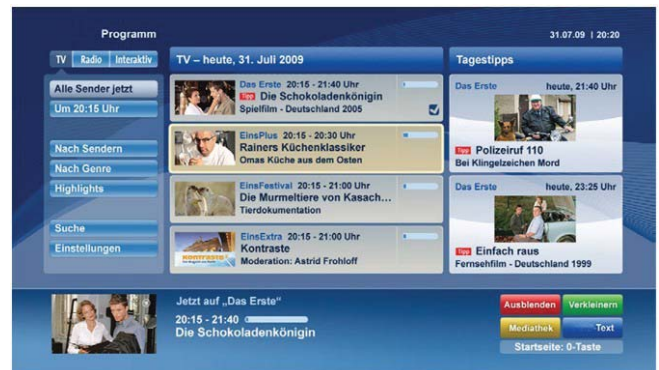 Programm
31.07.09 | 20:20
TV Radio Interaktiv
TV – heute, 31. Juli 2009
Tagestipps
Alle Sender jetzt
Um 20:15 Uhr
Nach Sendern
Nach Genre
Highlights
Suche
Einstellungen
Das Erste 20:15 - 21:40 Uhr
Tipp Die Schokoladenkönigin
Spielfilm - Deutschland 2005
EinsPlus 20:15 - 20:30 Uhr
Rainers Küchenklassiker
Omas Küche aus dem Osten
EinsFestival 20:15 - 21:00 Uhr
Die Murmeltiere von Kasach...
Tierdokumentation
KONTRASTE
EinsExtra 20:15 - 21:00 Uhr
Kontraste
Moderation: Astrid Frohloff
Das Erste heute, 21:40 Uhr
Tipp Polizeiruf 110
Bei Klingelzeichen Mord
Das Erste heute, 23:25 Uhr
Tipp Einfach raus
Fernsehfilm - Deutschland 1999
Jetzt auf „Das Erste“
20:15 - 21:40
Die Schokoladenkönigin
Ausblenden Verkleinern
Mediathek Text
Startseite: 0-Taste